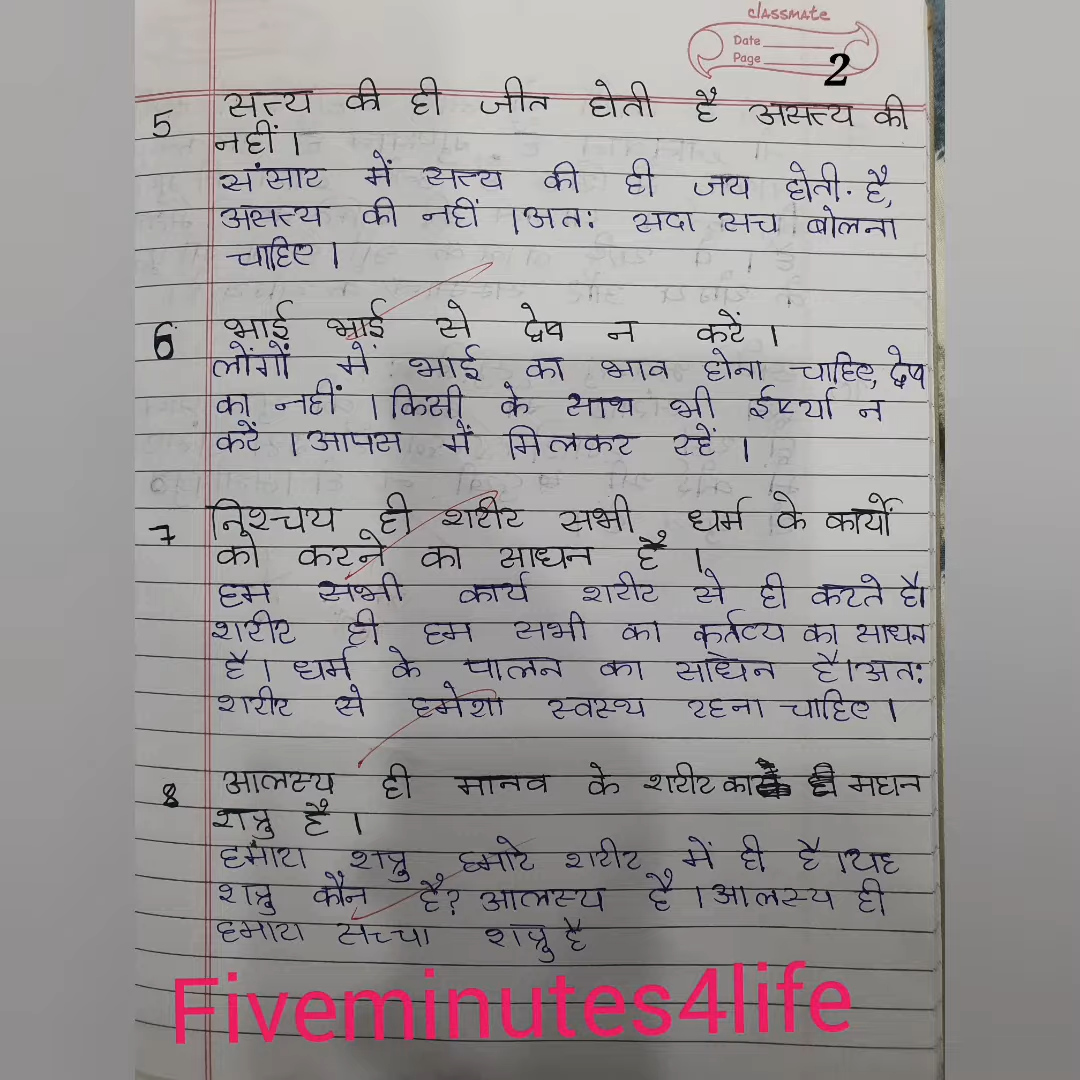 classmate
Date
Page 2
5 सत्य की ही जीत होती है असत्य की
नहीं ।
संसार में सत्य की ही जय होती है,
असत्य की नहीं । अतः सदा सच बोलना
चाहिए ।
6 भाई भाई से द्वेष न करें ।
लोंगों में भाई का भाव होना चाहिए, द्वेष
का नहीं । किसी के साथ भी ईर्ष्या न
करें । आपस में मिलकर रहें ।
7 निश्चय ही शरीर सभी धर्म के कार्यों
को करने का साधन है ।
हम सभी कार्य शरीर से ही करते है।
शरीर ही हम सभी का कर्तव्य का साधन
है । धर्म के पालन का साधन है। अतः
शरीर से हमेशा स्वस्थ रहना चाहिए ।
8 आलस्य ही मानव के शरीर का महान
शत्रु है ।
हमारा शत्रु हमारे शरीर में ही है । यह
शत्रु कौन है? आलस्य है । आलस्य ही
हमारा सच्चा शत्रु है
Fiveminutes4life